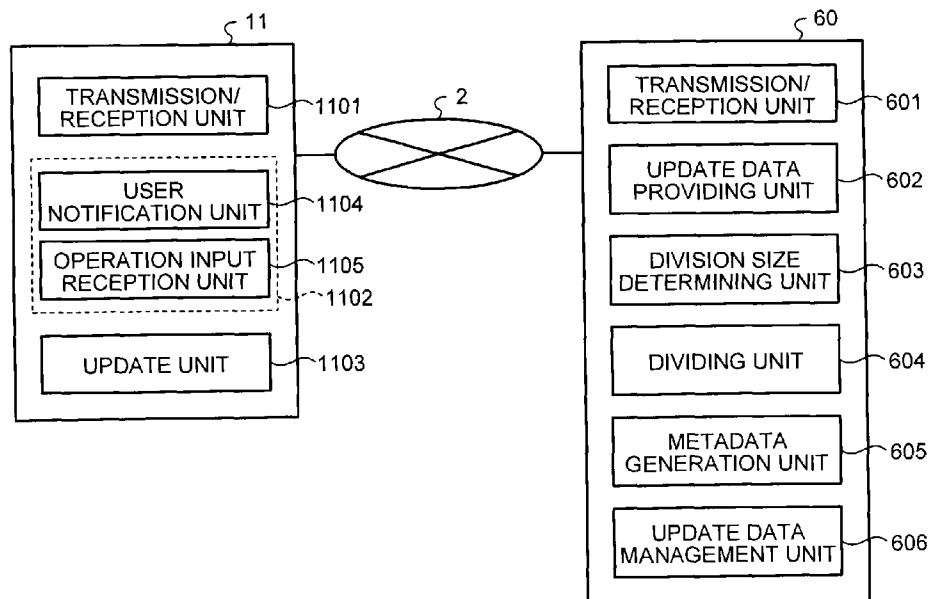 11
TRANSMISSION/
RECEPTION UNIT
1101
USER
NOTIFICATION UNIT
1104
OPERATION INPUT
RECEPTION UNIT
1105
1102
UPDATE UNIT
1103
2
60
TRANSMISSION/
RECEPTION UNIT
601
UPDATE DATA
PROVIDING UNIT
602
DIVISION SIZE
DETERMINING UNIT
603
DIVIDING UNIT
604
METADATA
GENERATION UNIT
605
UPDATE DATA
MANAGEMENT UNIT
606